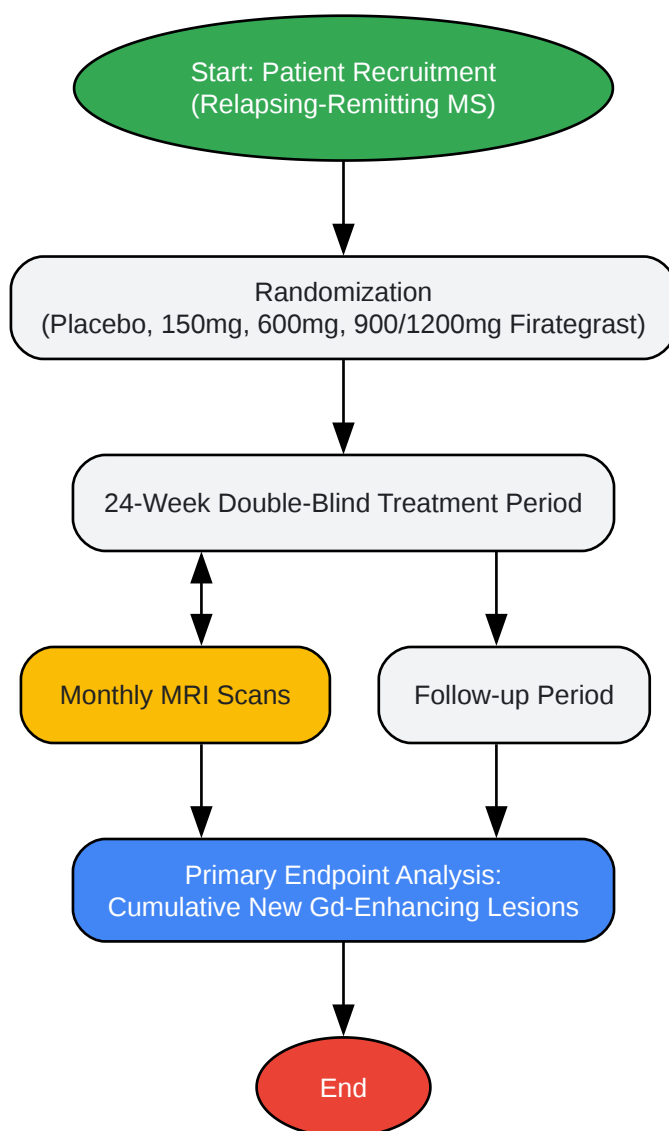 Start: Patient Recruitment
(Relapsing-Remitting MS)
Randomization
(Placebo, 150mg, 600mg, 900/1200mg Firategrast)
24-Week Double-Blind Treatment Period
Monthly MRI Scans
Follow-up Period
Primary Endpoint Analysis:
Cumulative New Gd-Enhancing Lesions
End